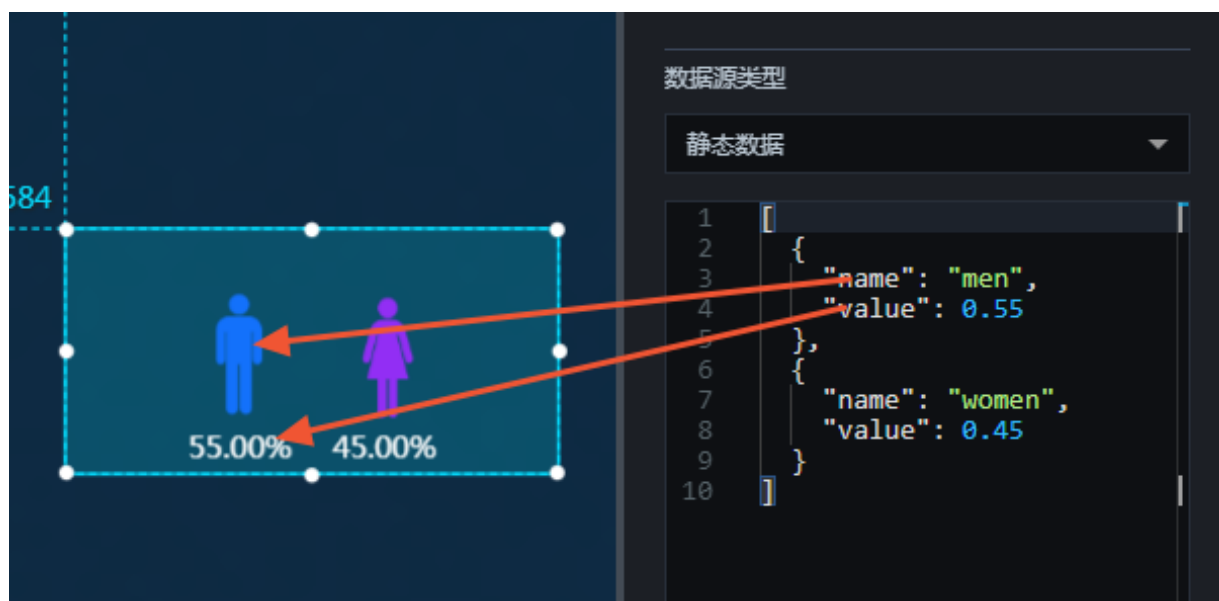 584
55.00% 45.00%
数据源类型
静态数据
1 [
2 {
3 "name": "men",
4 "value": 0.55
5 },
6 {
7 "name": "women",
8 "value": 0.45
9 }
10 ]